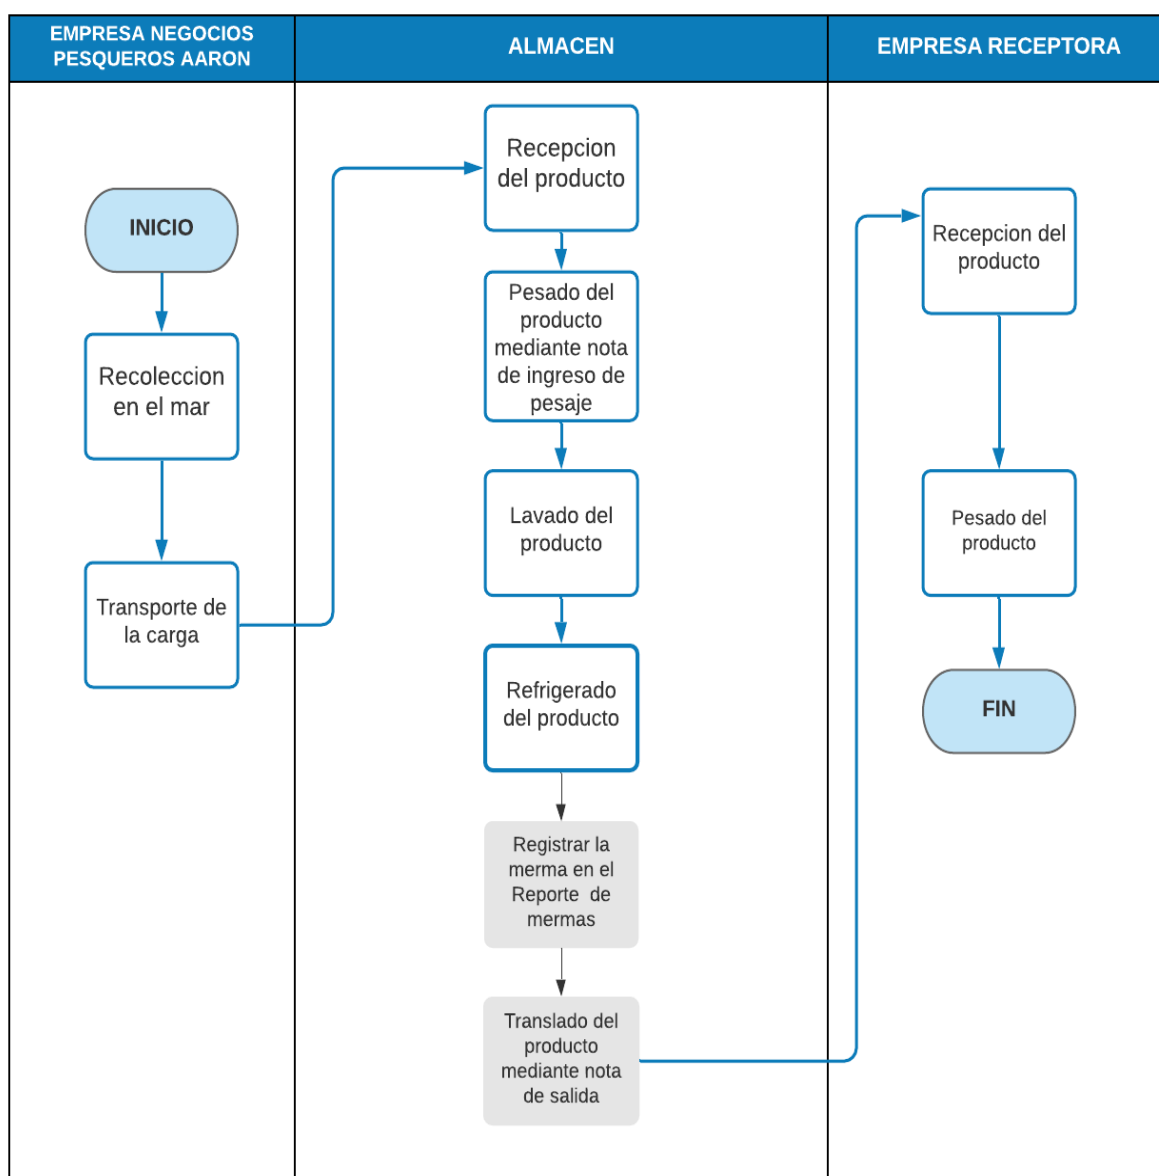 EMPRESA NEGOCIOS
PESQUEROS AARON
ALMACEN
EMPRESA RECEPTORA
INICIO
Recoleccion
en el mar
Transporte de
la carga
Recepcion
del producto
Pesado del
producto
mediante nota
de ingreso de
pesaje
Lavado del
producto
Refrigerado
del producto
Registrar la
merma en el
Reporte de
mermas
Translado del
producto
mediante nota
de salida
Recepcion del
producto
Pesado del
producto
FIN